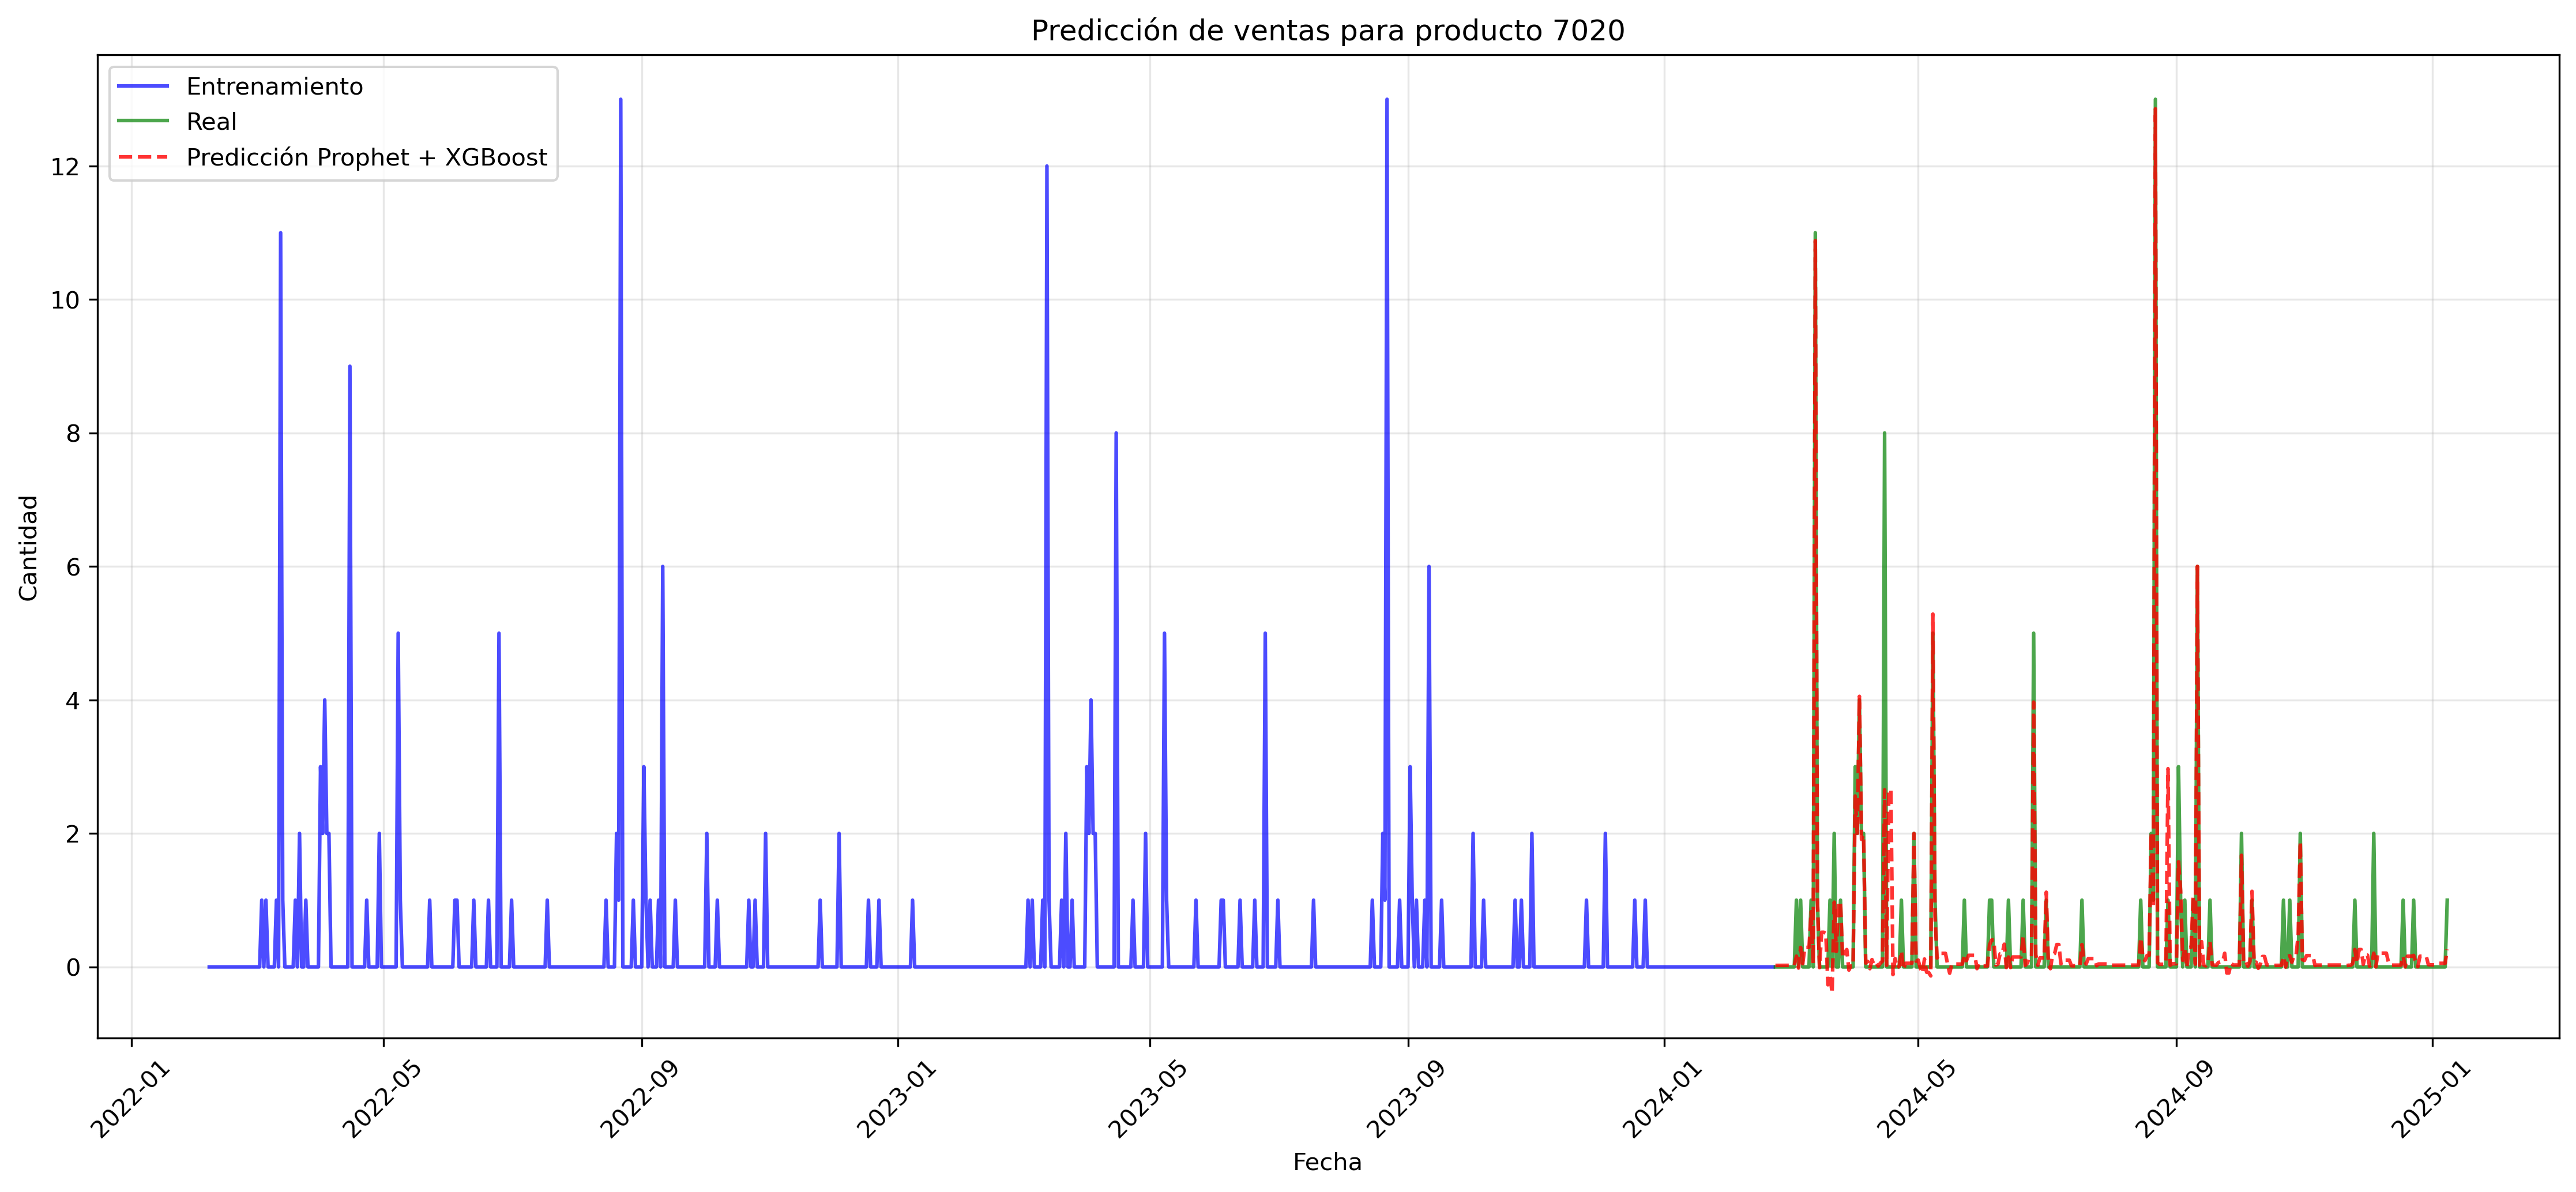 Predicción de ventas para producto 7020
Entrenamiento
Real
Predicción Prophet + XGBoost
12
10
8
6
4
2
0
Cantidad
2022-01
2022-05
2022-09
2023-01
2023-05
2023-09
2024-01
2024-05
2024-09
2025-01
Fecha